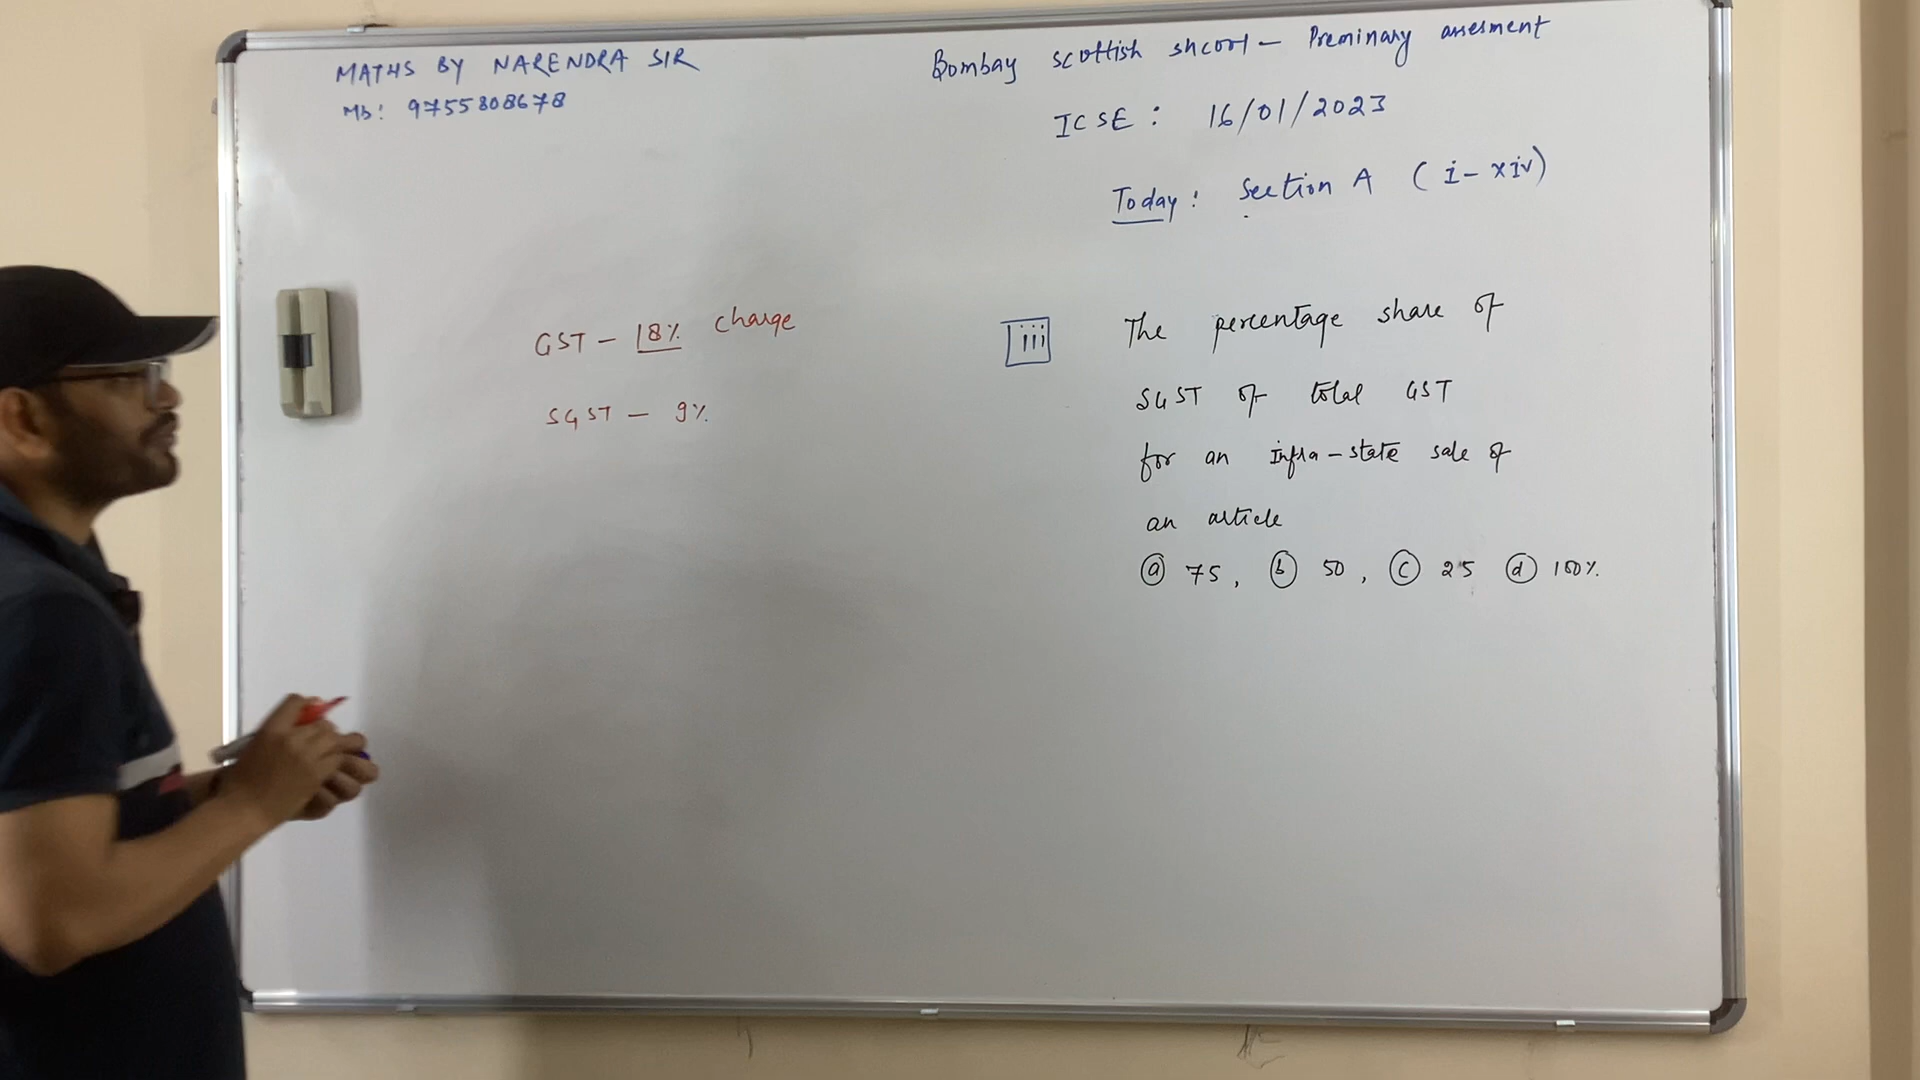 MATHS BY NARENDRA SIR
Mb: 9755808678
Bombay scottish shcool - Preminary assesment
ICSE : 16/01/2023
Today : Section A ( i - xiv )
GST - 18% charge
SGST - 9%
iii The percentage share of
SGST of total GST
for an infra-state sale of
an article
(a) 75, (b) 50, (c) 25 (d) 100%.